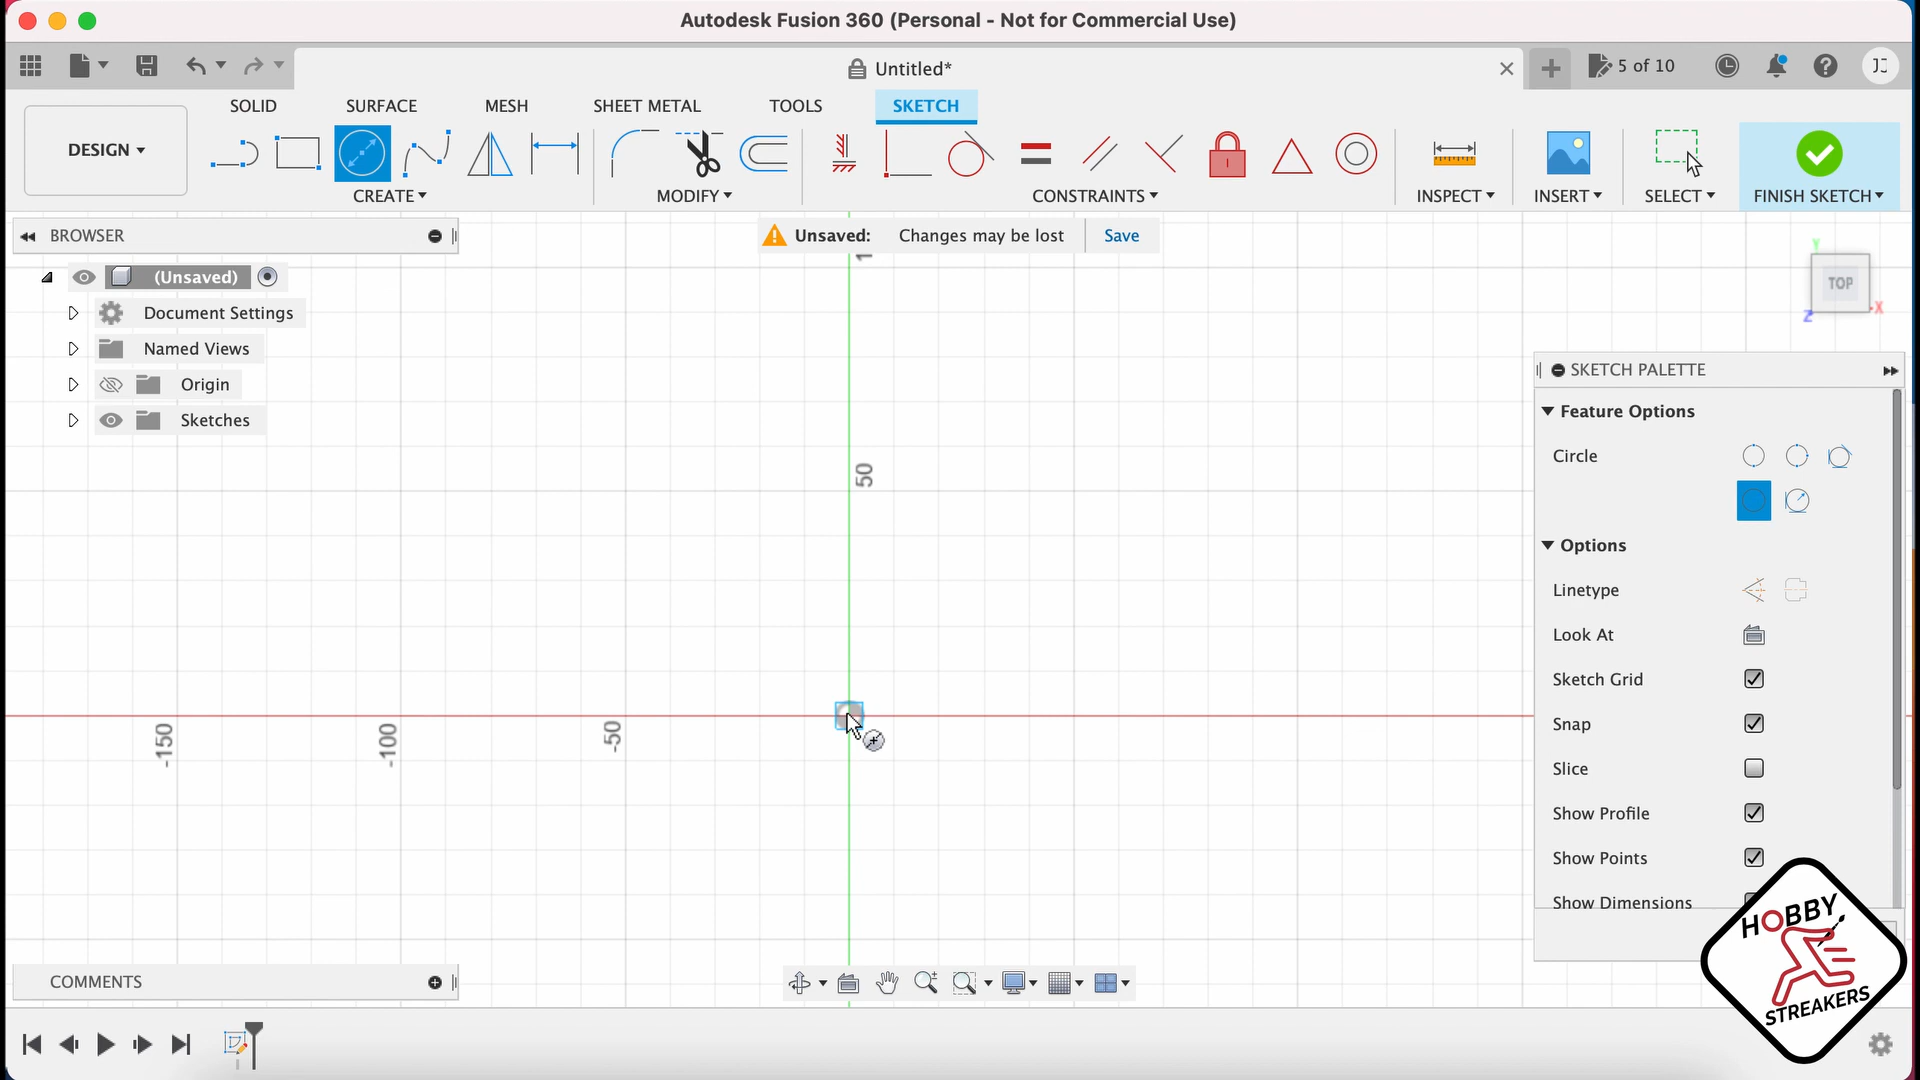 Autodesk Fusion 360 (Personal - Not for Commercial Use)
Untitled*
5 of 10
JC
SOLID
SURFACE
MESH
SHEET METAL
TOOLS
SKETCH
DESIGN
CREATE
MODIFY
CONSTRAINTS
INSPECT
INSERT
SELECT
FINISH SKETCH
BROWSER
Unsaved: Changes may be lost
Save
(Unsaved)
Document Settings
Named Views
Origin
Sketches
Y
TOP
X
Z
50
-150
-100
-50
SKETCH PALETTE
Feature Options
Circle
Options
Linetype
Look At
Sketch Grid
Snap
Slice
Show Profile
Show Points
Show Dimensions
COMMENTS
HOBBY
STREAKERS